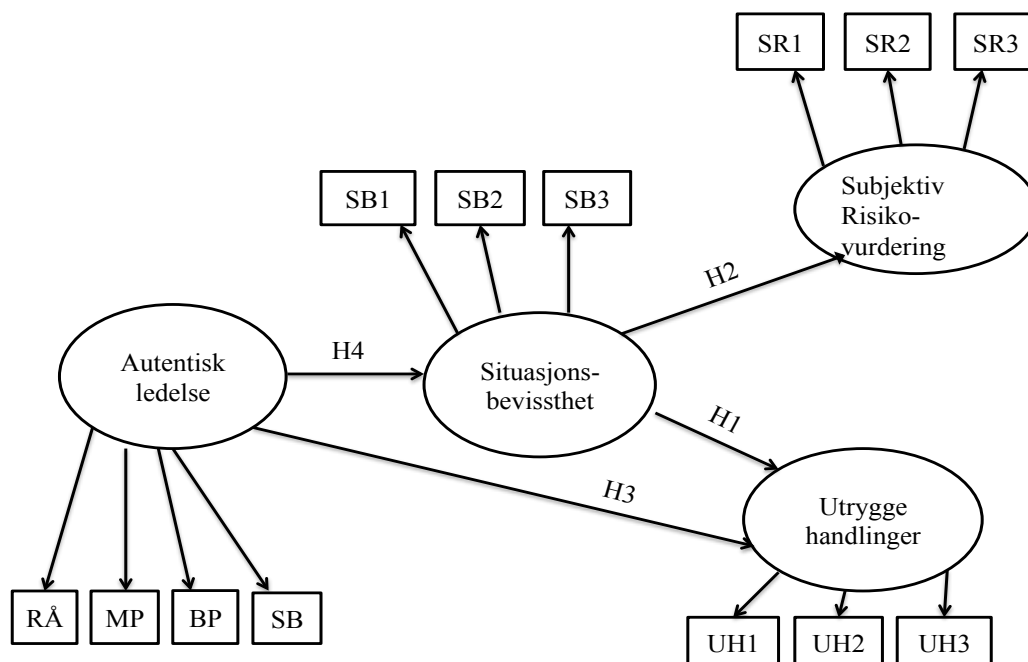 SR1
SR2
SR3
Subjektiv
Risiko-
vurdering
SB1
SB2
SB3
H2
Autentisk
ledelse
H4
Situasjons-
bevissthet
H1
H3
Utrygge
handlinger
RÅ
MP
BP
SB
UH1
UH2
UH3